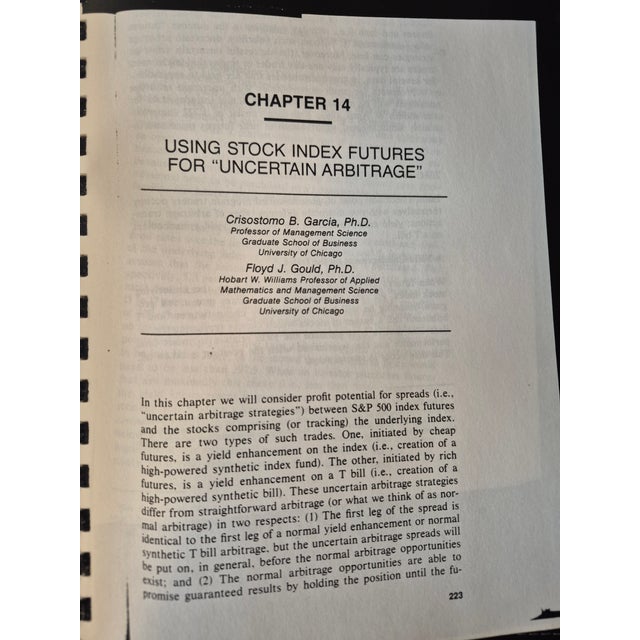 CHAPTER 14
USING STOCK INDEX FUTURES
FOR "UNCERTAIN ARBITRAGE"
Crisostomo B. Garcia, Ph.D.
Professor of Management Science
Graduate School of Business
University of Chicago
Floyd J. Gould, Ph.D.
Hobart W. Williams Professor of Applied
Mathematics and Management Science
Graduate School of Business
University of Chicago
In this chapter we will consider profit potential for spreads (i.e.,
"uncertain arbitrage strategies") between S&P 500 index futures
and the stocks comprising (or tracking) the underlying index.
There are two types of such trades. One, initiated by cheap
futures, is a yield enhancement on the index (i.e., creation of a
high-powered synthetic index fund). The other, initiated by rich
futures, is a yield enhancement on a T bill (i.e., creation of a
high-powered synthetic bill). These uncertain arbitrage strategies
differ from straightforward arbitrage (or what we think of as nor-
mal arbitrage) in two respects: (1) The first leg of the spread is
identical to the first leg of a normal yield enhancement or normal
synthetic T bill arbitrage, but the uncertain arbitrage spreads will
be put on, in general, before the normal arbitrage opportunities
exist; and (2) The normal arbitrage opportunities are able to
promise guaranteed results by holding the position until the fu-
223